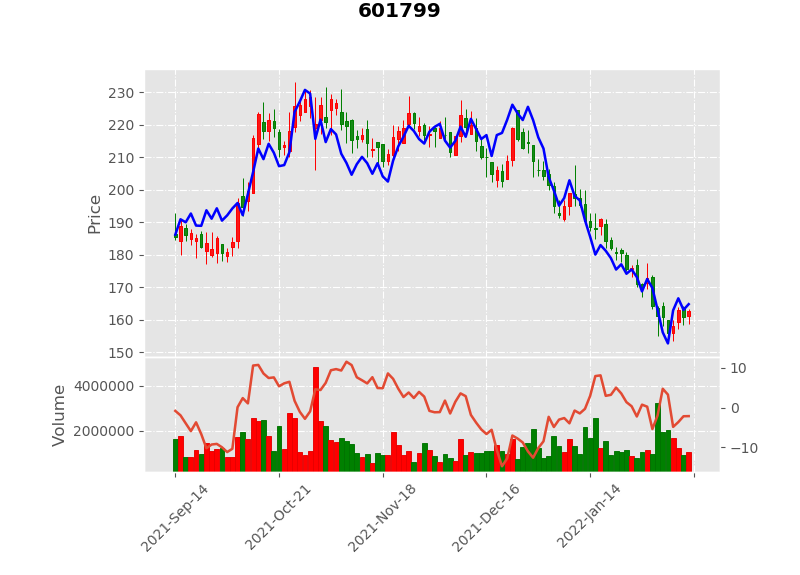 601799
230
220
210
200
190
180
170
160
150
Price
4000000
2000000
Volume
10
0
−10
2021-Sep-14
2021-Oct-21
2021-Nov-18
2021-Dec-16
2022-Jan-14